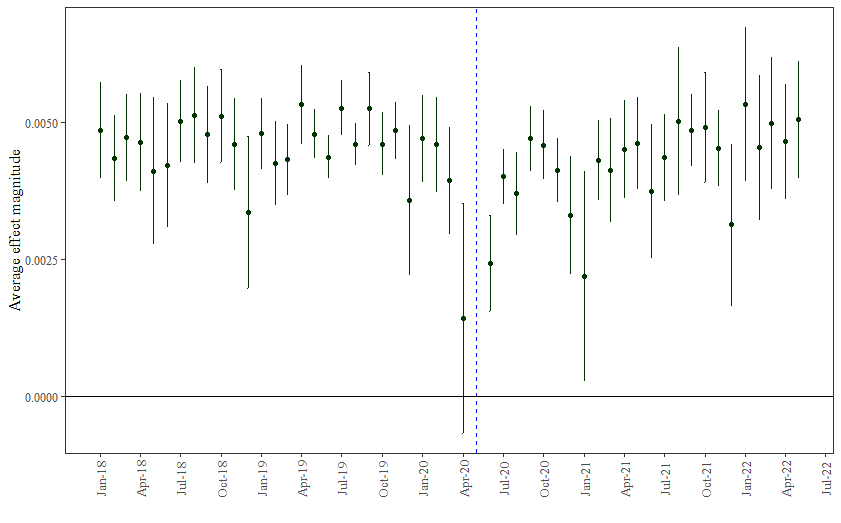 Average effect magnitude
0.0050
0.0025
0.0000
Jan-18
Apr-18
Jul-18
Oct-18
Jan-19
Apr-19
Jul-19
Oct-19
Jan-20
Apr-20
Jul-20
Oct-20
Jan-21
Apr-21
Jul-21
Oct-21
Jan-22
Apr-22
Jul-22